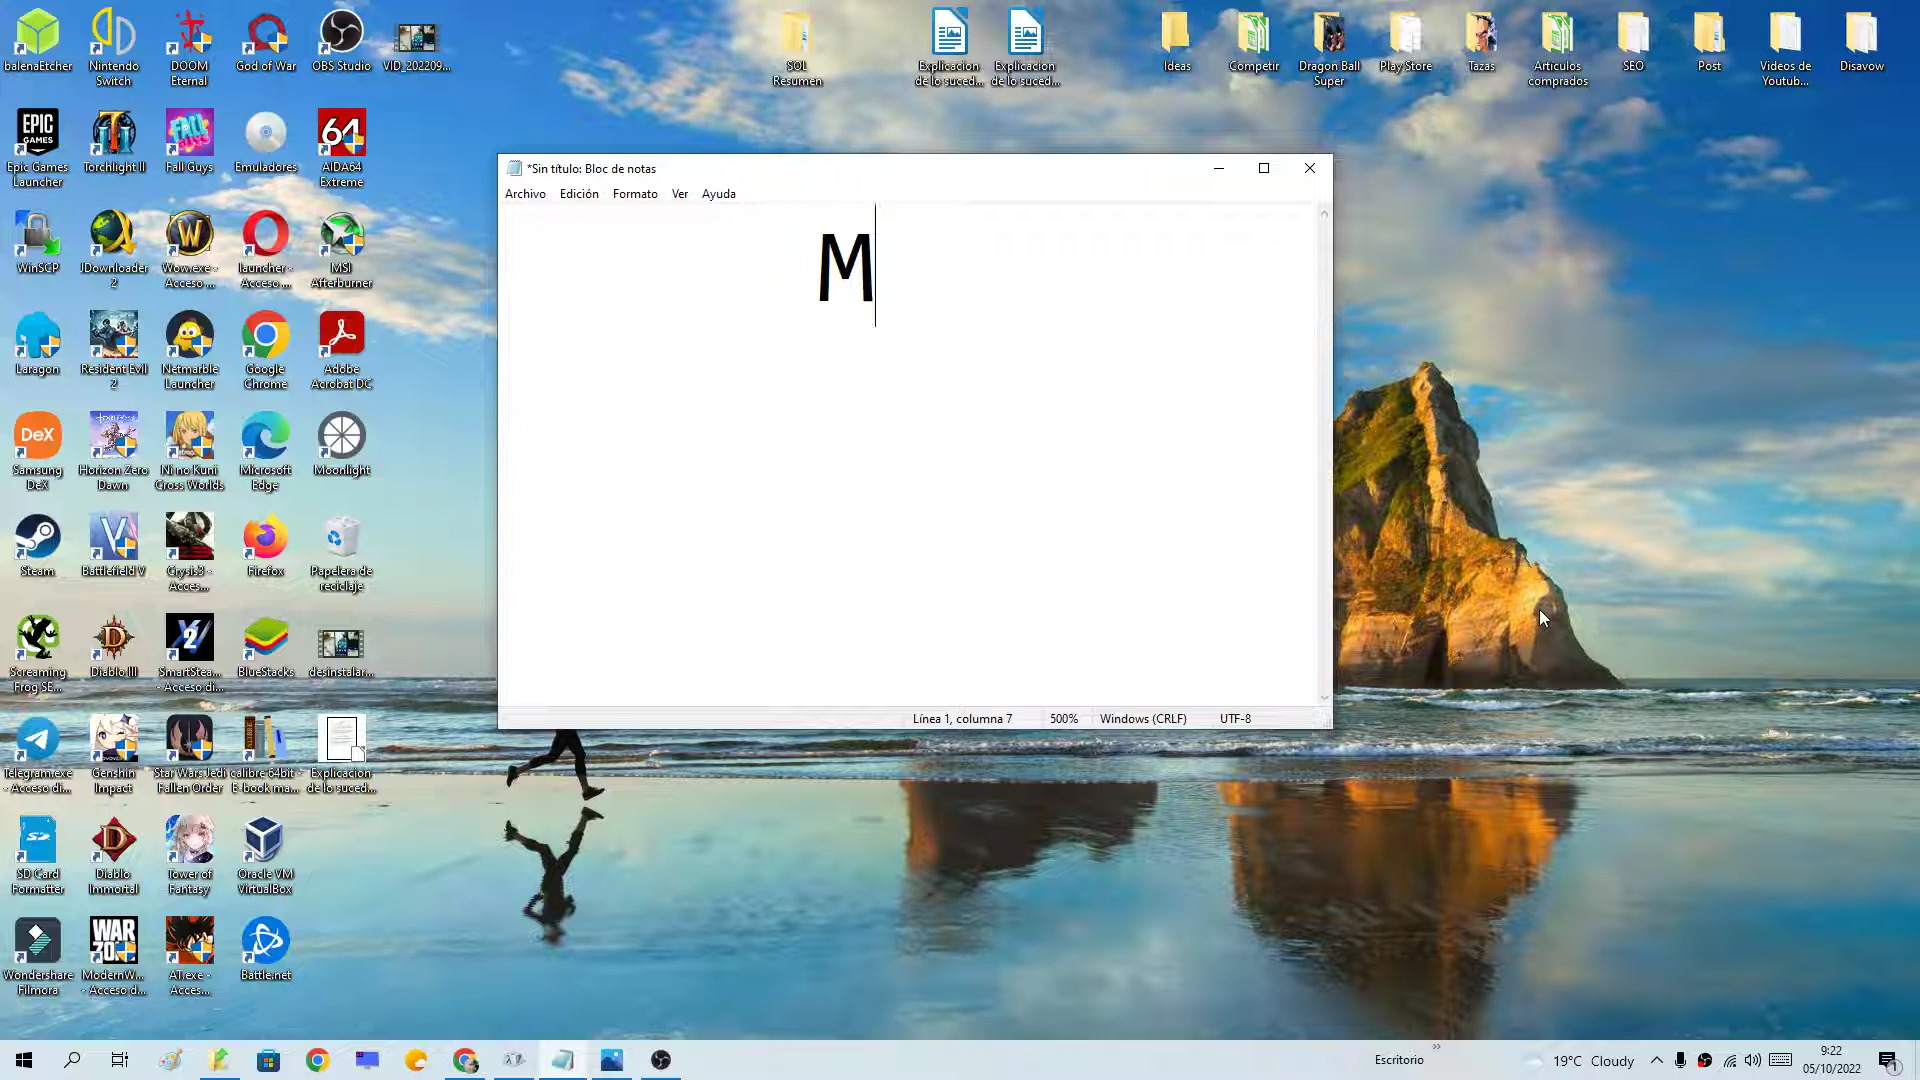 balenaEtcher
Nintendo Switch
DOOM Eternal
God of War
OBS Studio
VID_202209...
SOL Resumen
Explicacion de lo suced...
Explicacion de lo suced...
Ideas
Competir
Dragon Ball Super
Play Store
Tazas
Articulos comprados
SEO
Post
Videos de Youtub...
Disavow
EPIC GAMES
64
Epic Games Launcher
Torchlight II
Fall Guys
Emuladores
AIDA64 Extreme
*Sin título: Bloc de notas
Archivo Edición Formato Ver Ayuda
M
WinSCP
JDownloader 2
Wow.exe - Acceso ...
launcher - Acceso ...
MSI Afterburner
Laragon
Resident Evil 2
Netmarble Launcher
Google Chrome
Adobe Acrobat DC
DeX
Samsung DeX
Horizon Zero Dawn
Ni no Kuni Cross Worlds
Microsoft Edge
Moonlight
Steam
Battlefield V
Crysis3 - Acces...
Firefox
Papelera de reciclaje
Screaming Frog SE...
Diablo III
SmartStea... - Acceso di...
BlueStacks
desinstalar...
Línea 1, columna 7 500% Windows (CRLF) UTF-8
Telegram.exe - Acceso di...
Genshin Impact
Star Wars Jedi Fallen Order
calibre 64bit - E-book ma...
Explicacion de lo suced...
SD Card Formatter
Diablo Immortal
Tower of Fantasy
Oracle VM VirtualBox
Wondershare Filmora
ModernW... - Acceso d...
AT.exe - Acces...
Battle.net
Escritorio
19°C Cloudy
9:22
05/10/2022
1